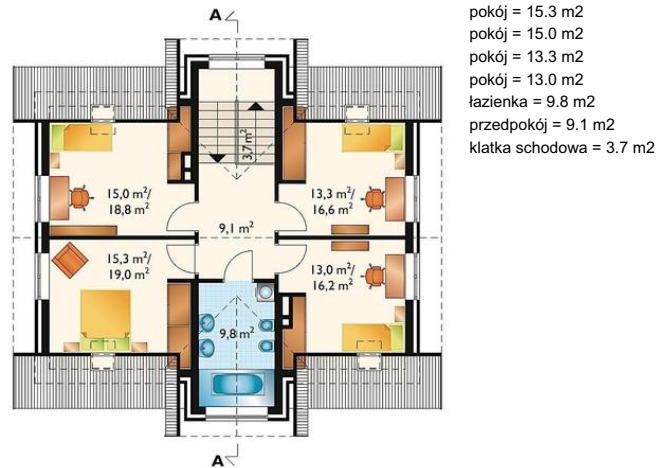 A
pokój = 15.3 m2
pokój = 15.0 m2
pokój = 13.3 m2
pokój = 13.0 m2
łazienka = 9.8 m2
przedpokój = 9.1 m2
klatka schodowa = 3.7 m2
3,7 m²
15,0 m²/
18,8 m²
13,3 m²/
16,6 m²
9,1 m²
15,3 m²/
19,0 m²
13,0 m²/
16,2 m²
9,8 m²
A